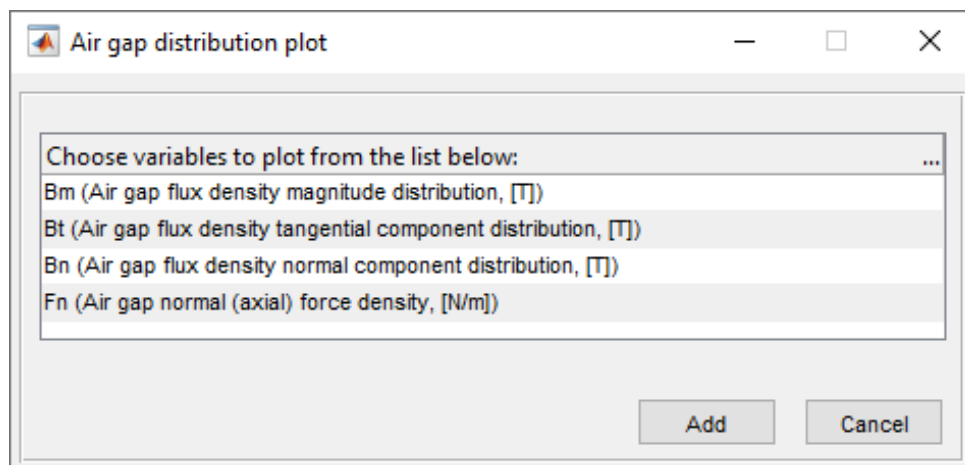 Air gap distribution plot
Choose variables to plot from the list below: ...
Bm (Air gap flux density magnitude distribution, [T])
Bt (Air gap flux density tangential component distribution, [T])
Bn (Air gap flux density normal component distribution, [T])
Fn (Air gap normal (axial) force density, [N/m])
Add Cancel